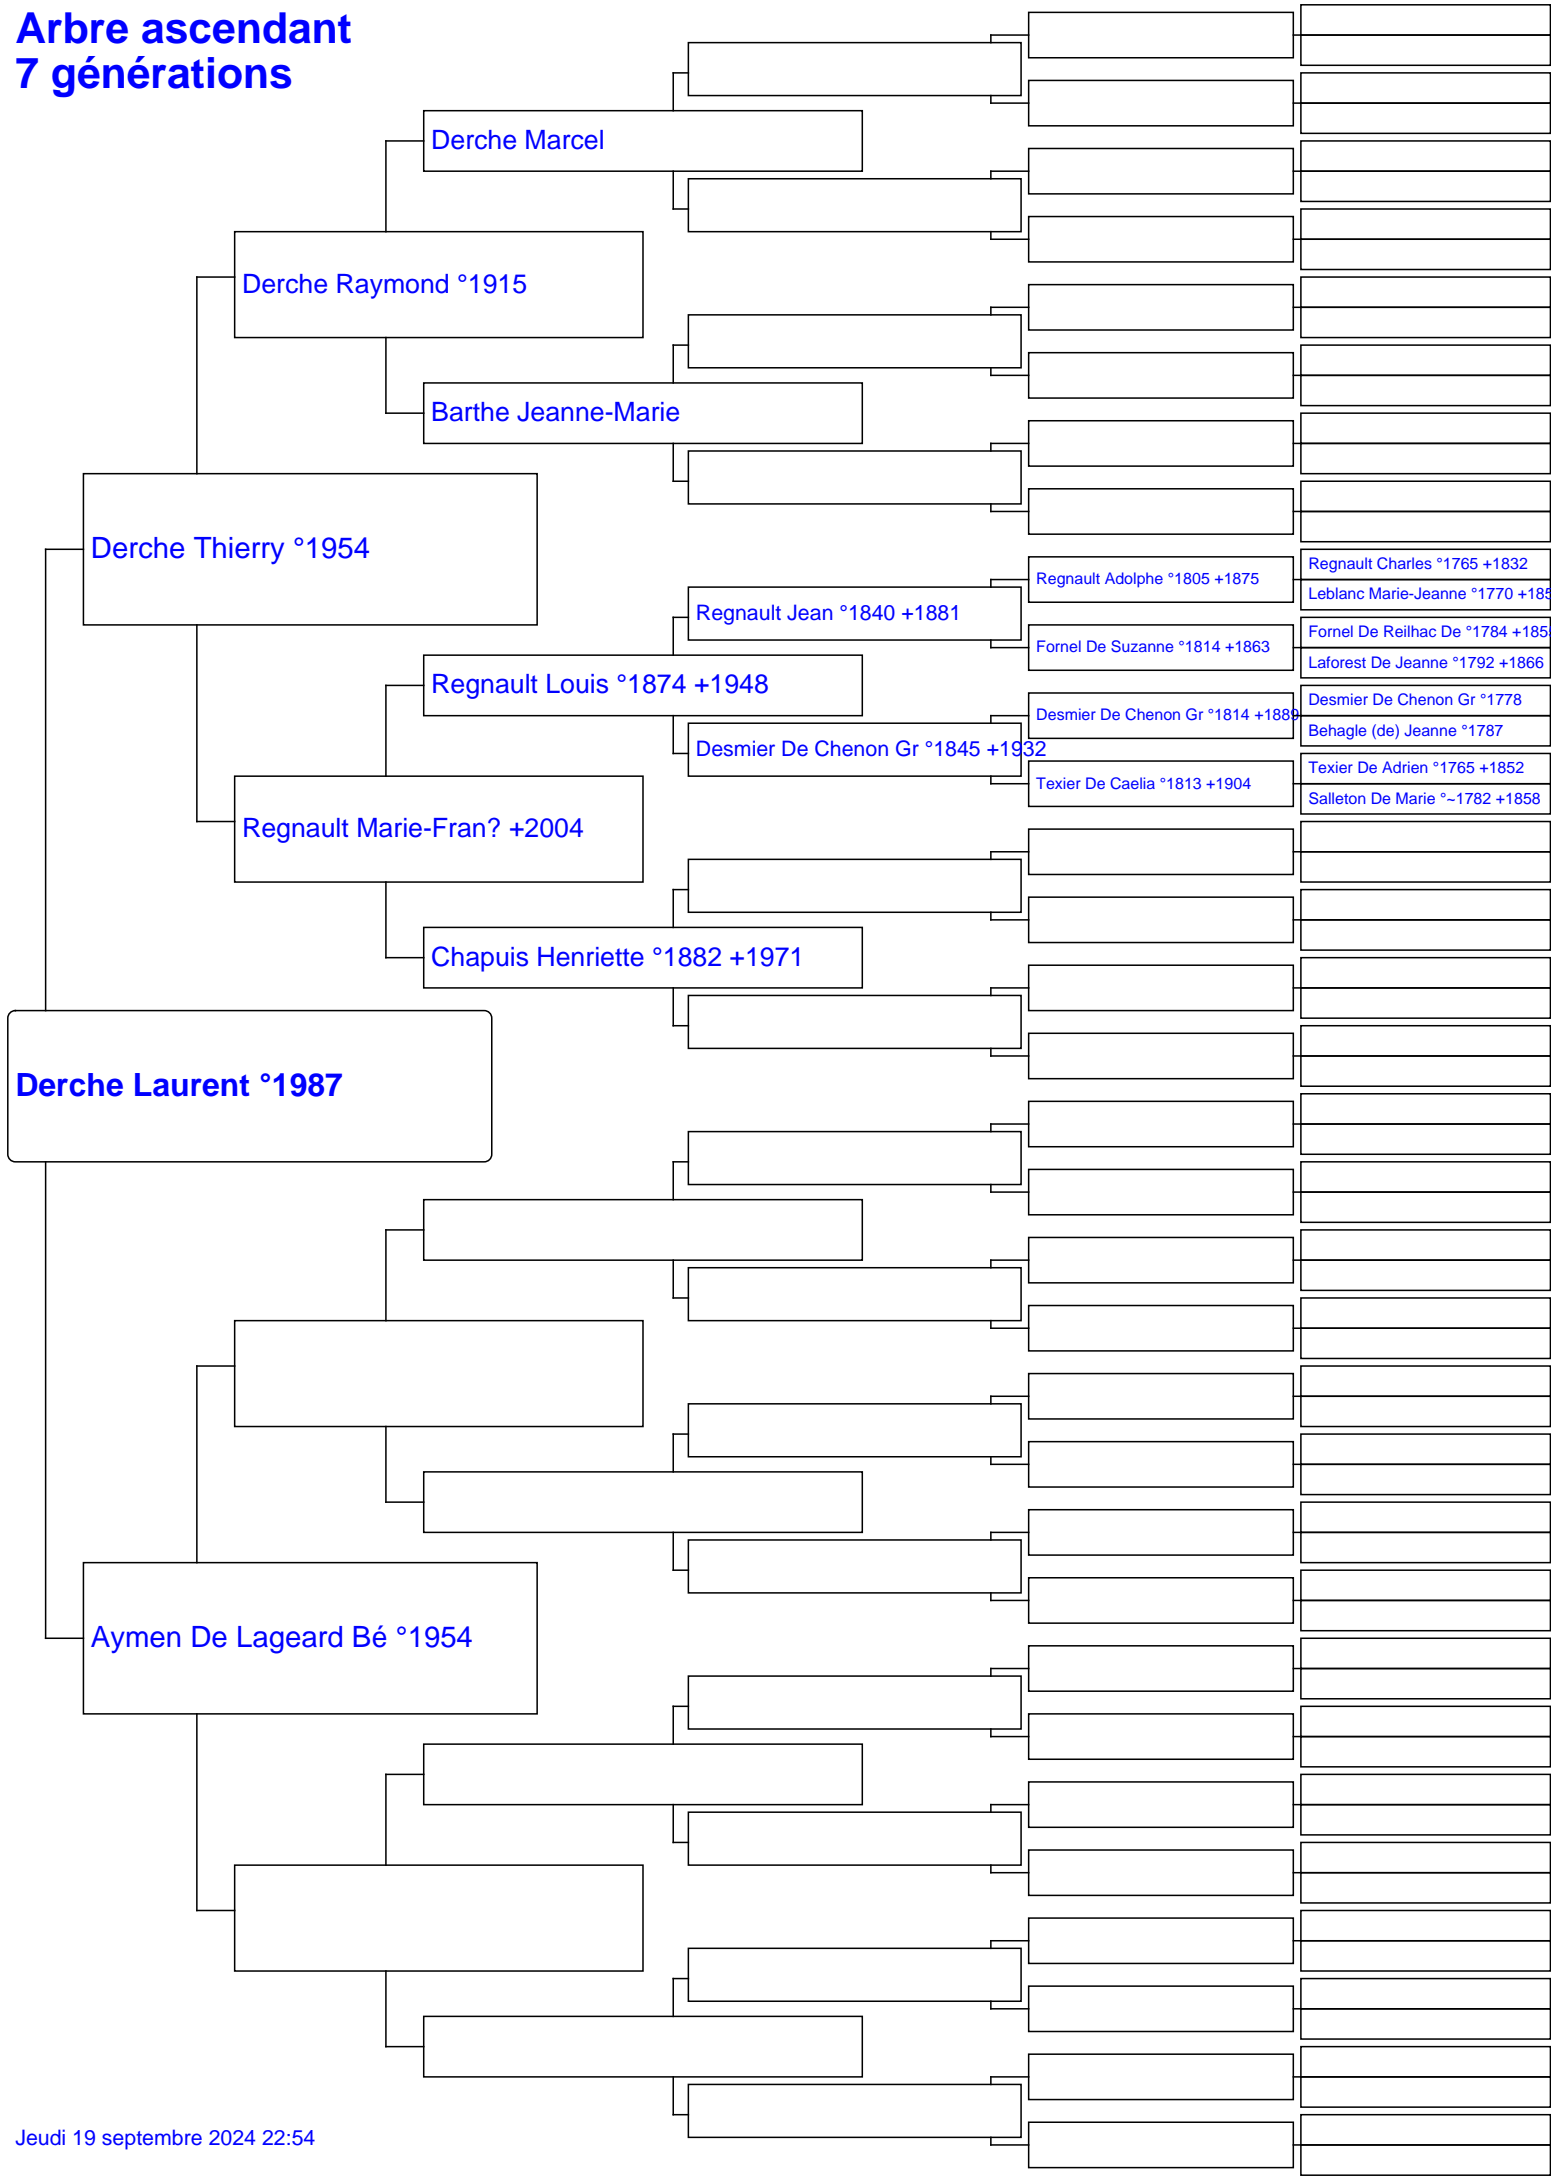 Arbre ascendant
7 générations
Derche Marcel
Derche Raymond °1915
Barthe Jeanne-Marie
Derche Thierry °1954
Regnault Charles °1765 +1832
Regnault Adolphe °1805 +1875
Leblanc Marie-Jeanne °1770 +185
Regnault Jean °1840 +1881
Fornel De Reilhac De °1784 +185
Fornel De Suzanne °1814 +1863
Laforest De Jeanne °1792 +1866
Regnault Louis °1874 +1948
Desmier De Chenon Gr °1778
Desmier De Chenon Gr °1814 +1889
Behagle (de) Jeanne °1787
Desmier De Chenon Gr °1845 +1932
Texier De Adrien °1765 +1852
Texier De Caelia °1813 +1904
Salleton De Marie °~1782 +1858
Regnault Marie-Fran? +2004
Chapuis Henriette °1882 +1971
Derche Laurent °1987
Aymen De Lageard Bé °1954
Jeudi 19 septembre 2024 22:54